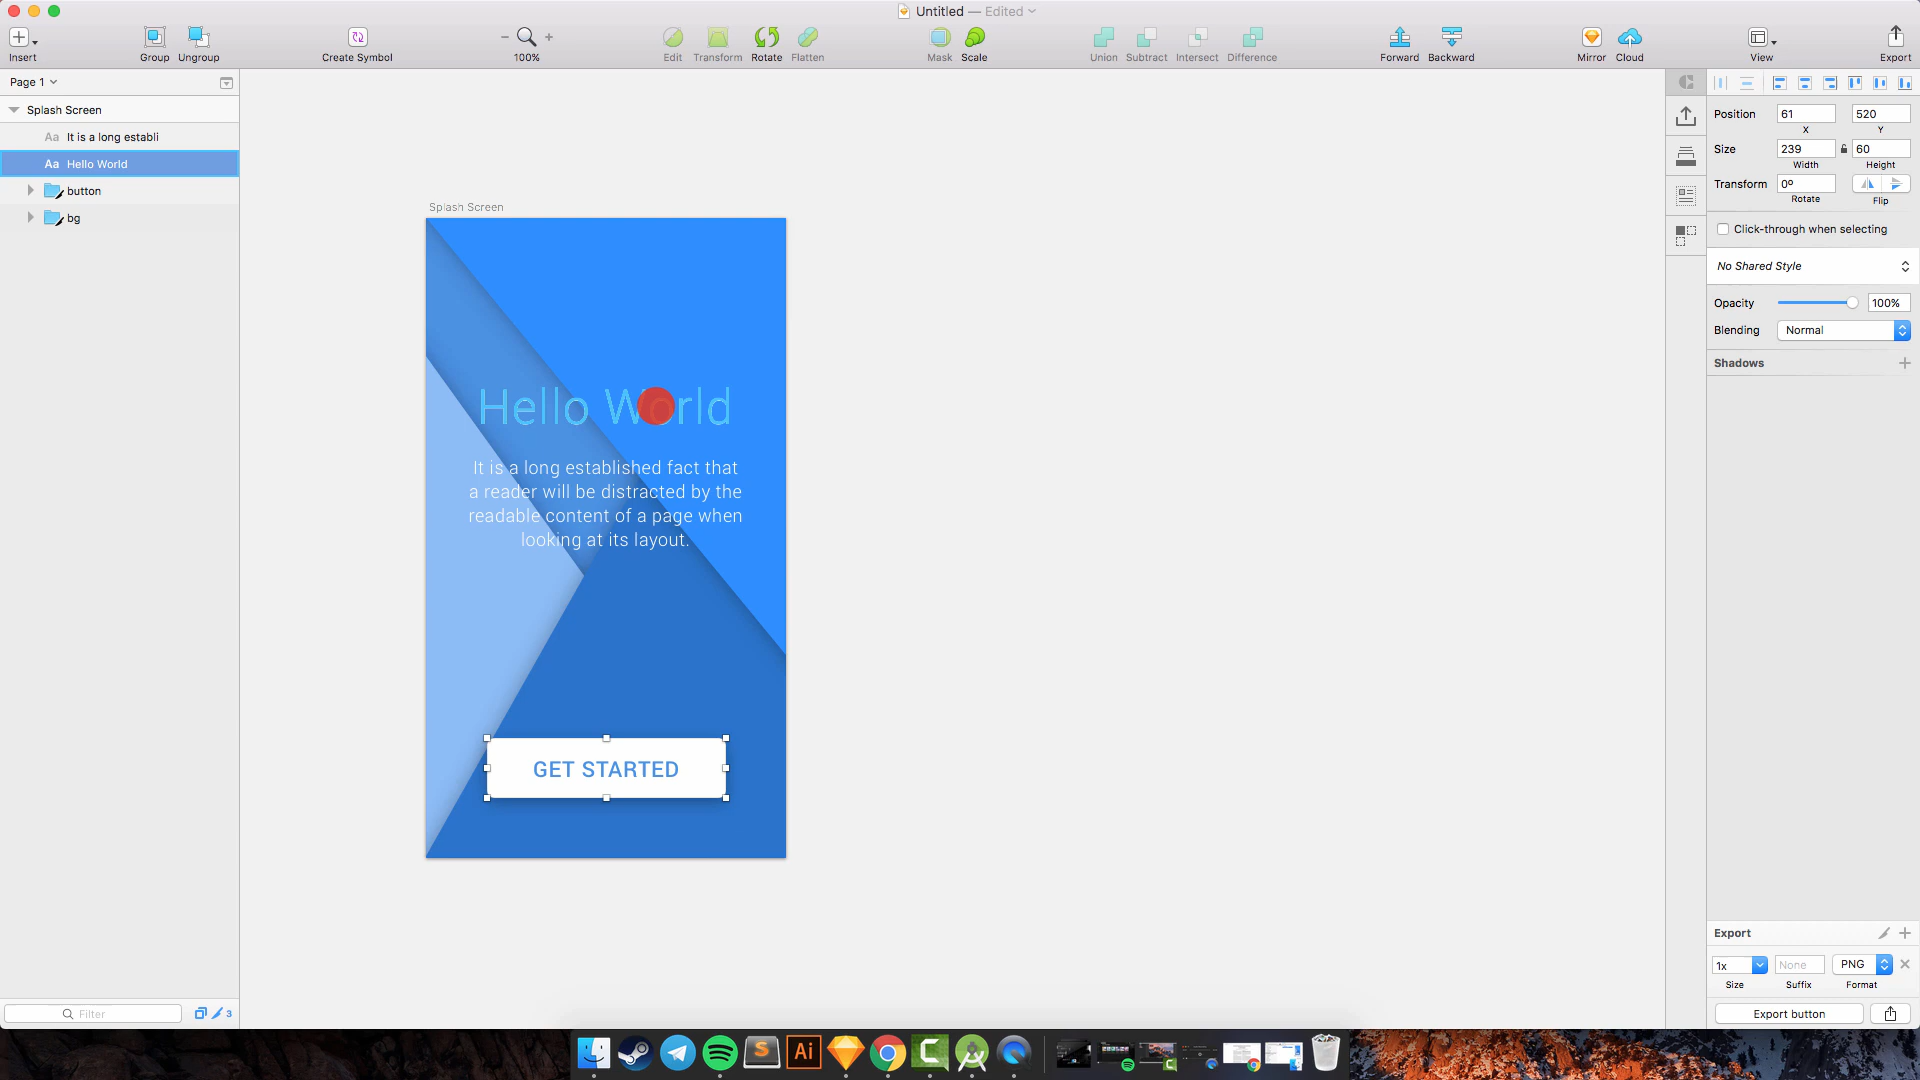 Untitled — Edited
Insert
Group
Ungroup
Create Symbol
100%
Edit
Transform
Rotate
Flatten
Mask
Scale
Union
Subtract
Intersect
Difference
Forward
Backward
Mirror
Cloud
View
Export
Page 1
Splash Screen
Aa It is a long establi
Aa Hello World
button
bg
Filter
3
Splash Screen
Hello World
It is a long established fact that
a reader will be distracted by the
readable content of a page when
looking at its layout.
GET STARTED
Position 61 520
X Y
Size 239 60
Width Height
Transform 0º
Rotate Flip
Click-through when selecting
No Shared Style
Opacity 100%
Blending Normal
Shadows
Export
1x None PNG
Size Suffix Format
Export button
S
Ai